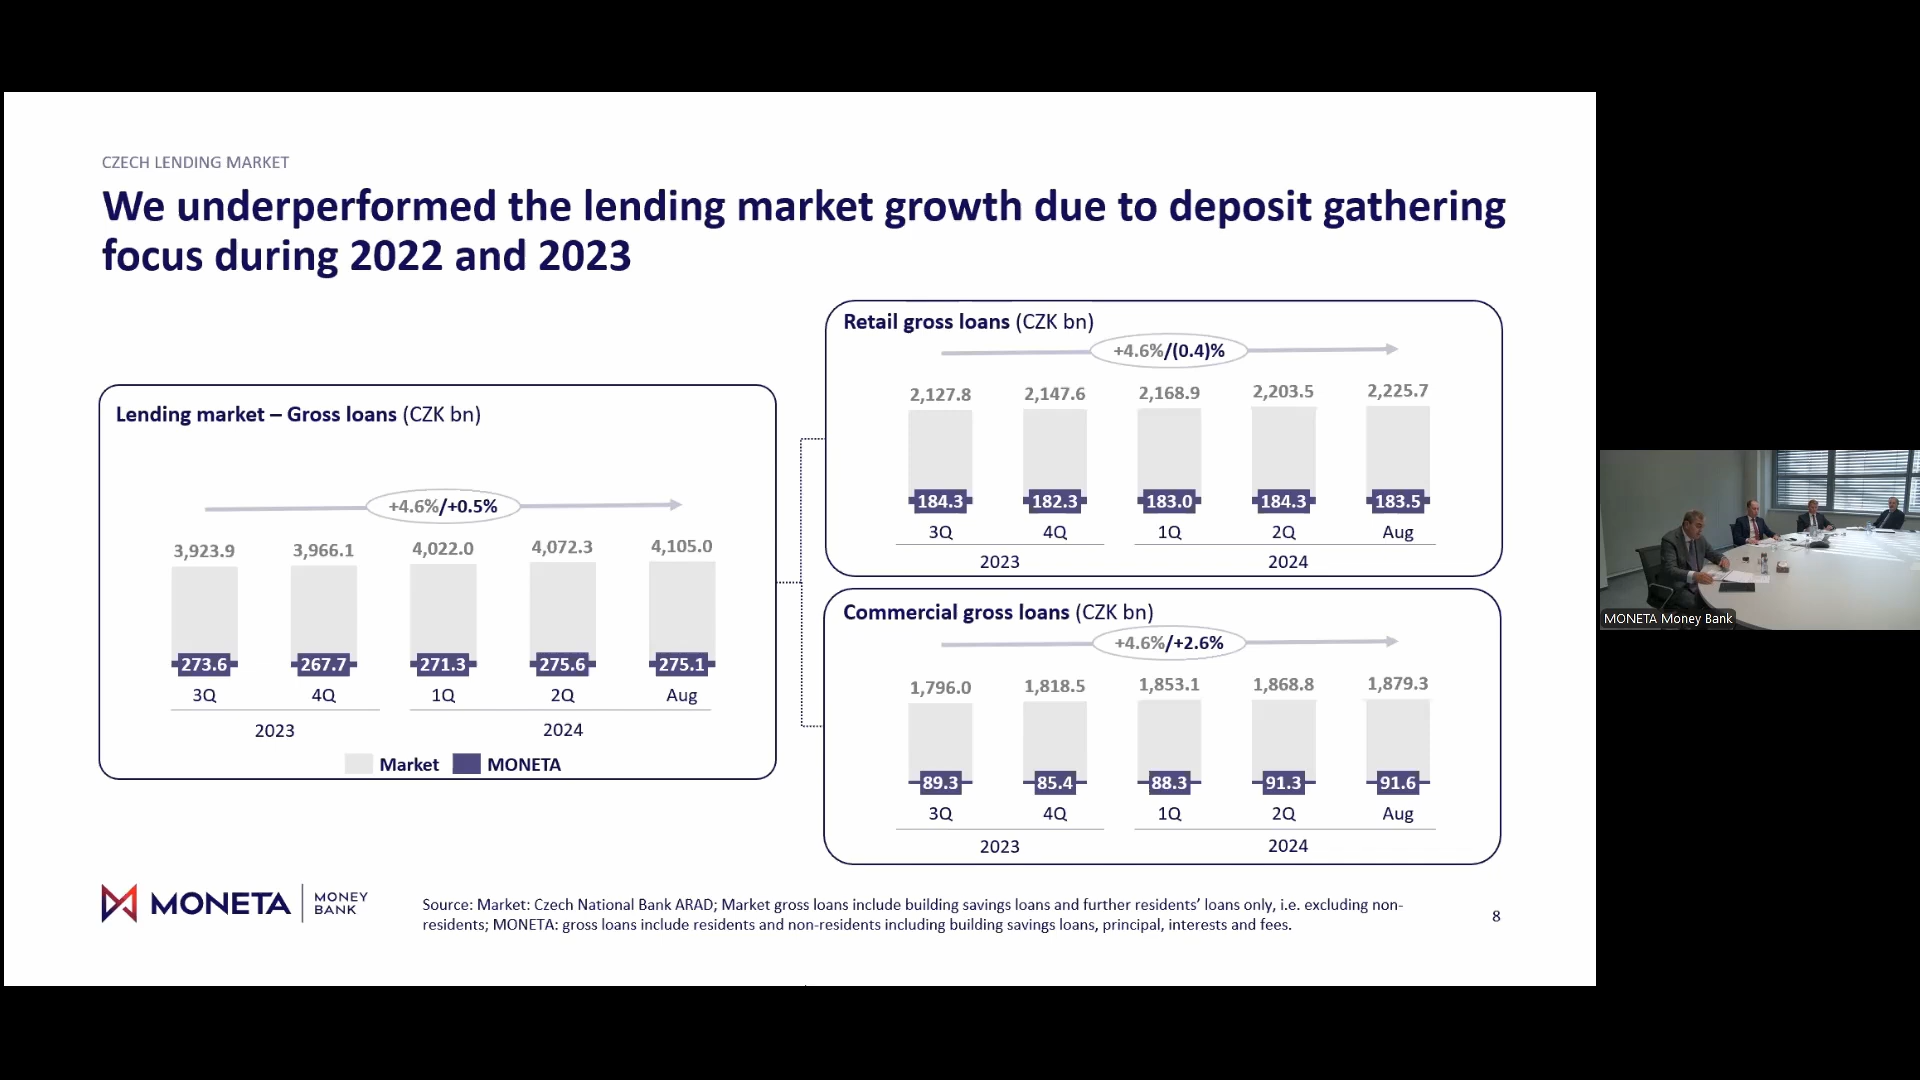 CZECH LENDING MARKET
We underperformed the lending market growth due to deposit gathering
focus during 2022 and 2023
Lending market – Gross loans (CZK bn)
+4.6%/+0.5%
3,923.9 3,966.1 4,022.0 4,072.3 4,105.0
273.6 267.7 271.3 275.6 275.1
3Q 4Q 1Q 2Q Aug
2023 2024
Market MONETA
Retail gross loans (CZK bn)
+4.6%/(0.4)%
2,127.8 2,147.6 2,168.9 2,203.5 2,225.7
184.3 182.3 183.0 184.3 183.5
3Q 4Q 1Q 2Q Aug
2023 2024
Commercial gross loans (CZK bn)
+4.6%/+2.6%
1,796.0 1,818.5 1,853.1 1,868.8 1,879.3
89.3 85.4 88.3 91.3 91.6
3Q 4Q 1Q 2Q Aug
2023 2024
MONETA MONEY
BANK
Source: Market: Czech National Bank ARAD; Market gross loans include building savings loans and further residents’ loans only, i.e. excluding non-
residents; MONETA: gross loans include residents and non-residents including building savings loans, principal, interests and fees.
8
MONETA Money Bank